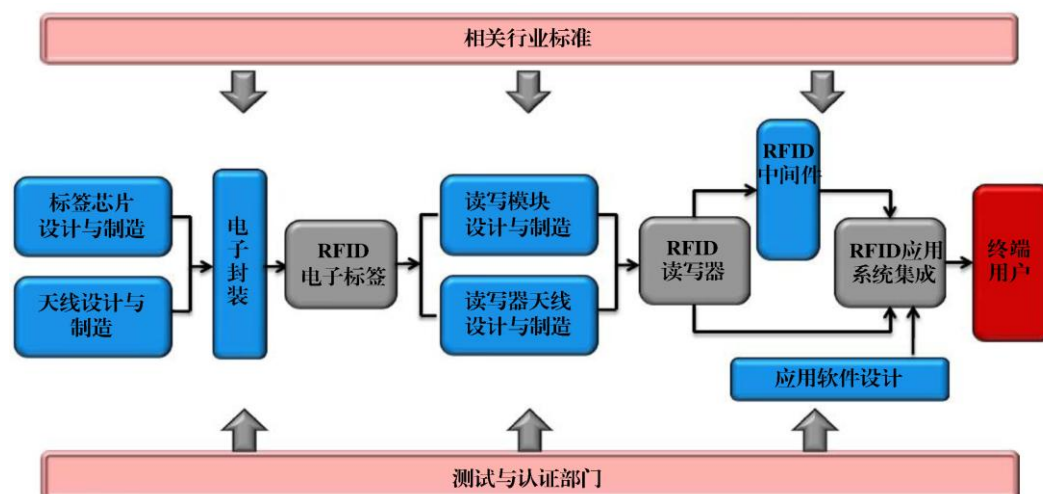 相关行业标准
标签芯片
设计与制造
天线设计与
制造
电
子
封
装
RFID
电子标签
读写模块
设计与制造
读写器天线
设计与制造
RFID
读写器
RFID
中间件
RFID应用
系统集成
应用软件设计
终端
用户
测试与认证部门